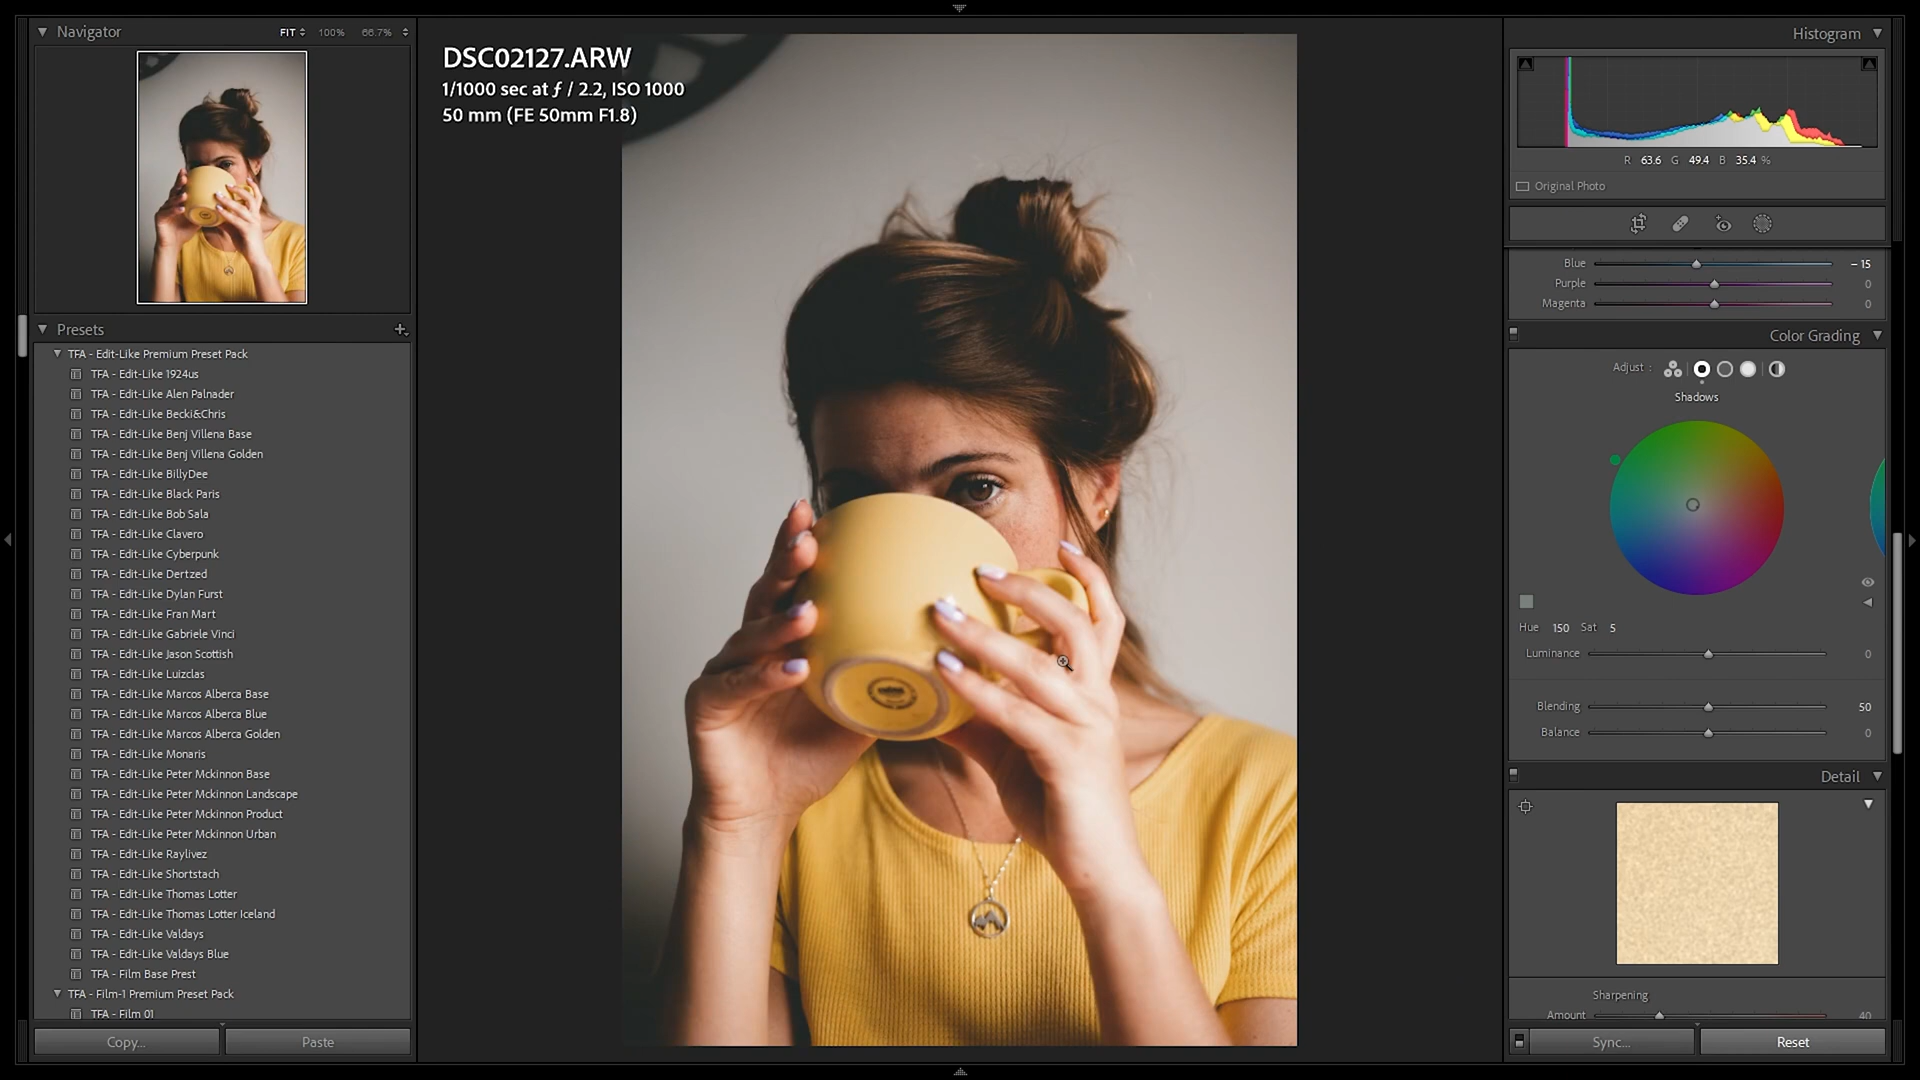 Navigator
FIT 100% 66.7%
Presets
TFA - Edit-Like Premium Preset Pack
TFA - Edit-Like 1924us
TFA - Edit-Like Alen Palnader
TFA - Edit-Like Becki&Chris
TFA - Edit-Like Benj Villena Base
TFA - Edit-Like Benj Villena Golden
TFA - Edit-Like BillyDee
TFA - Edit-Like Black Paris
TFA - Edit-Like Bob Sala
TFA - Edit-Like Clavero
TFA - Edit-Like Cyberpunk
TFA - Edit-Like Dertzed
TFA - Edit-Like Dylan Furst
TFA - Edit-Like Fran Mart
TFA - Edit-Like Gabriele Vinci
TFA - Edit-Like Jason Scottish
TFA - Edit-Like Luizclas
TFA - Edit-Like Marcos Alberca Base
TFA - Edit-Like Marcos Alberca Blue
TFA - Edit-Like Marcos Alberca Golden
TFA - Edit-Like Monaris
TFA - Edit-Like Peter Mckinnon Base
TFA - Edit-Like Peter Mckinnon Landscape
TFA - Edit-Like Peter Mckinnon Product
TFA - Edit-Like Peter Mckinnon Urban
TFA - Edit-Like Raylivez
TFA - Edit-Like Shortstach
TFA - Edit-Like Thomas Lotter
TFA - Edit-Like Thomas Lotter Iceland
TFA - Edit-Like Valdays
TFA - Edit-Like Valdays Blue
TFA - Film Base Prest
TFA - Film-1 Premium Preset Pack
TFA - Film 01
Copy... Paste
DSC02127.ARW
1/1000 sec at ƒ / 2.2, ISO 1000
50 mm (FE 50mm F1.8)
Histogram
R 63.6 G 49.4 B 35.4 %
Original Photo
Blue -15
Purple 0
Magenta 0
Color Grading
Adjust :
Shadows
Hue 150 Sat 5
Luminance 0
Blending 50
Balance 0
Detail
Sharpening
Amount 40
Sync... Reset